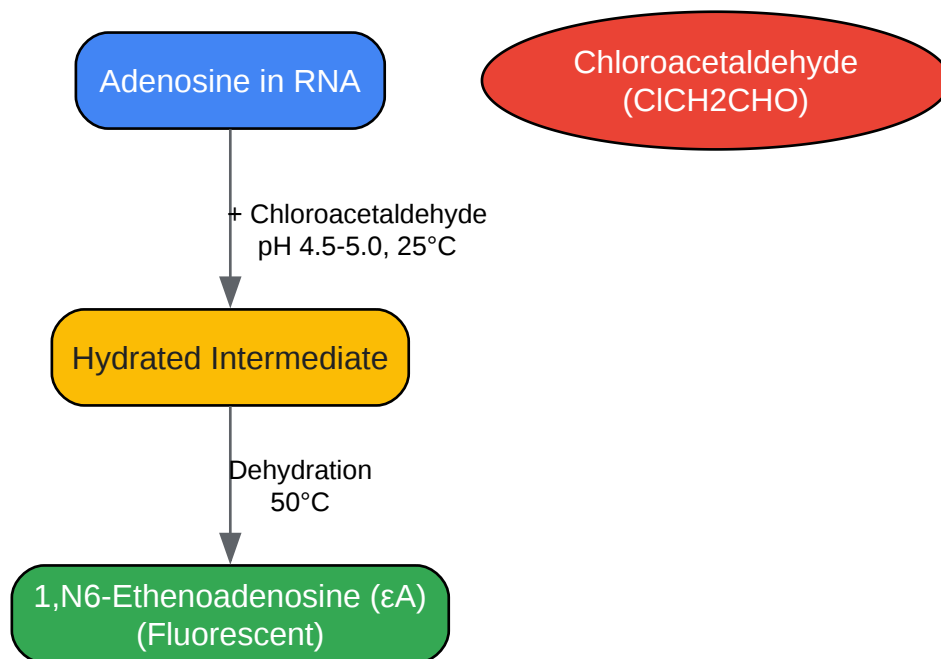 Adenosine in RNA
Chloroacetaldehyde
(ClCH2CHO)
+ Chloroacetaldehyde
pH 4.5-5.0, 25°C
Hydrated Intermediate
Dehydration
50°C
1,N6-Ethenoadenosine (εA)
(Fluorescent)